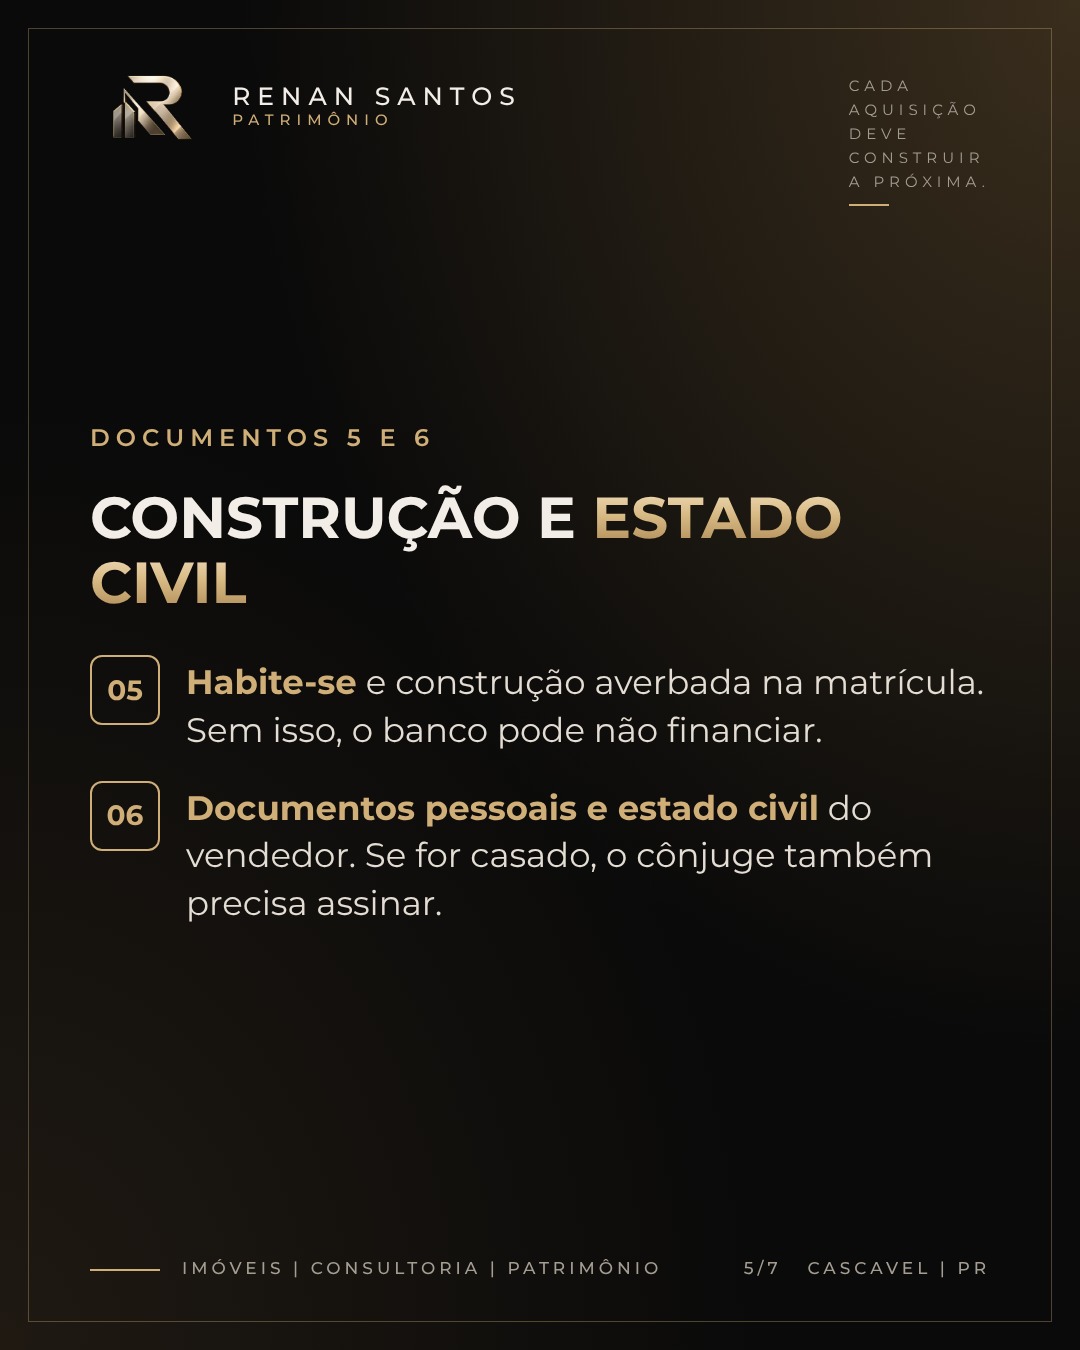 RENAN SANTOS
PATRIMÔNIO
CADA
AQUISIÇÃO
DEVE
CONSTRUIR
A PRÓXIMA.
DOCUMENTOS 5 E 6
CONSTRUÇÃO E ESTADO
CIVIL
05
Habite-se e construção averbada na matrícula.
Sem isso, o banco pode não financiar.
06
Documentos pessoais e estado civil do
vendedor. Se for casado, o cônjuge também
precisa assinar.
IMÓVEIS | CONSULTORIA | PATRIMÔNIO
5/7
CASCAVEL | PR